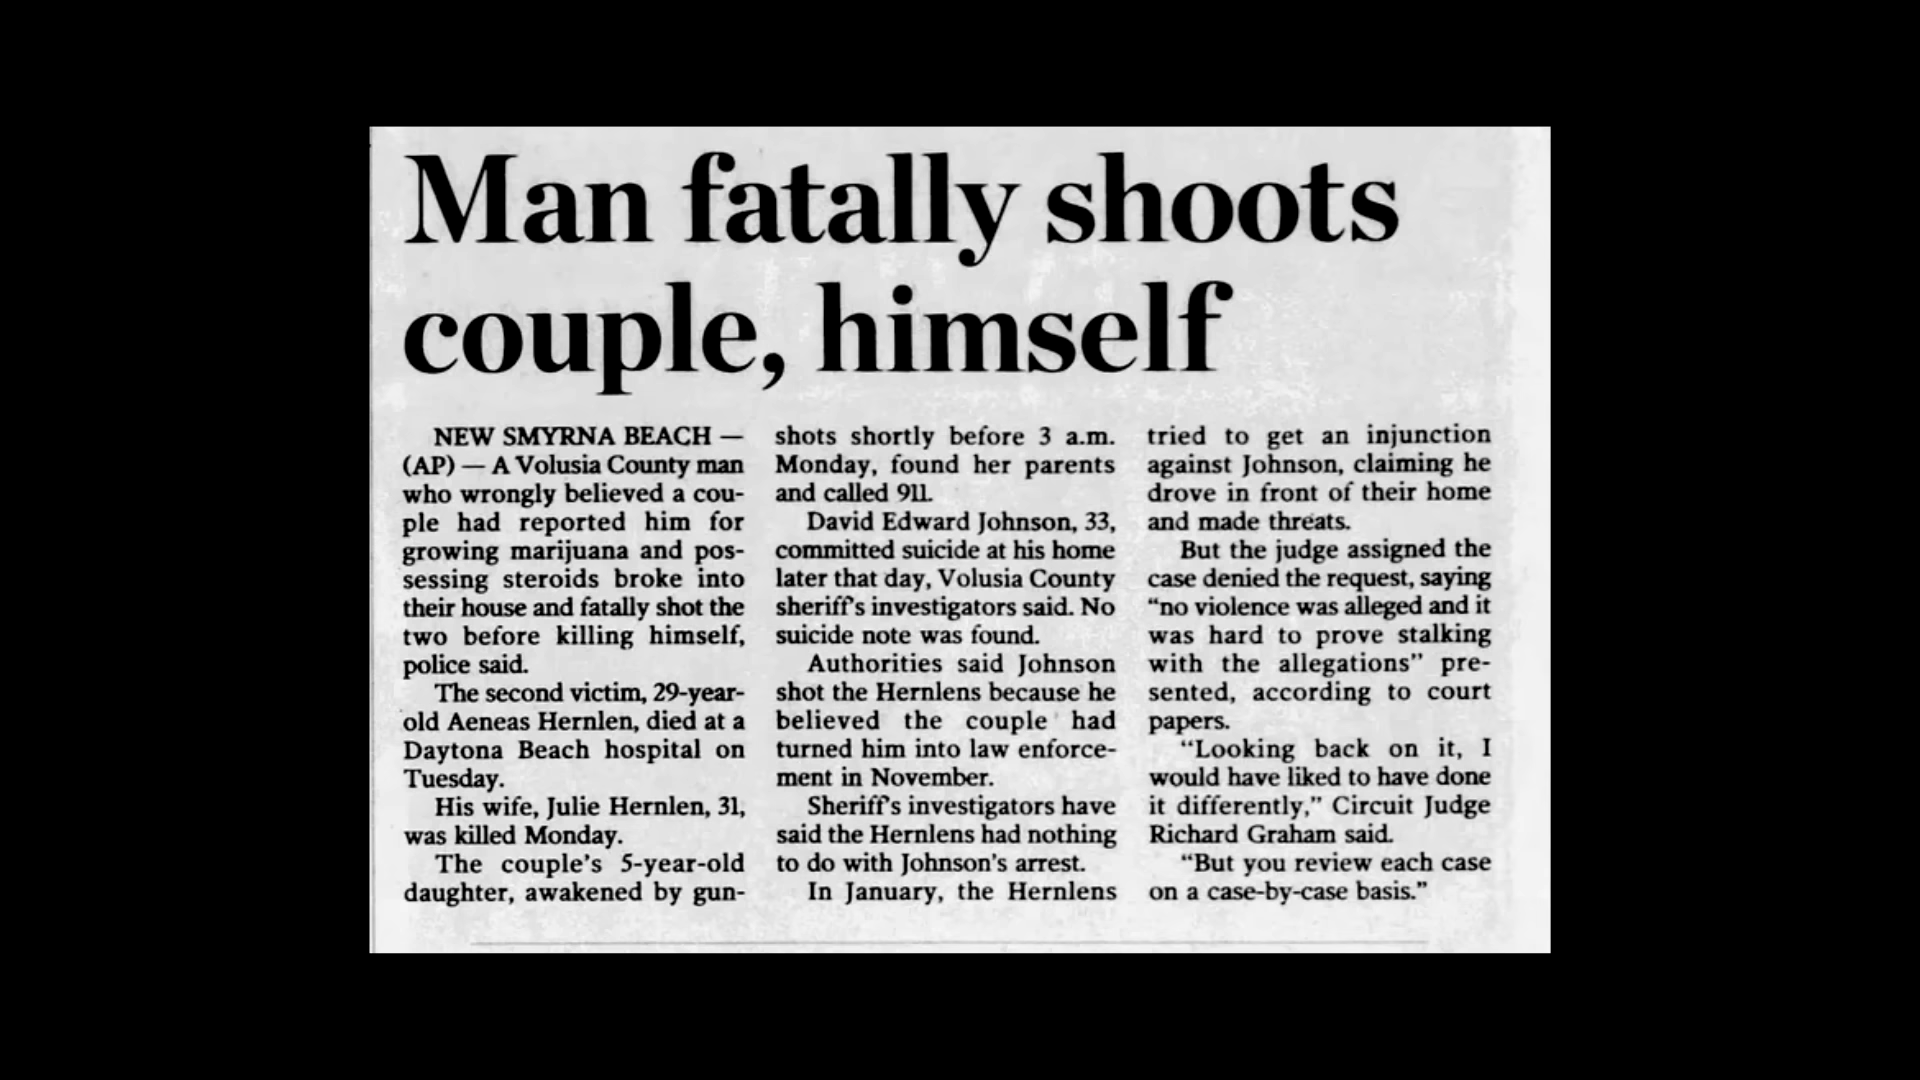 Man fatally shoots
couple, himself
NEW SMYRNA BEACH —
(AP) — A Volusia County man
who wrongly believed a cou-
ple had reported him for
growing marijuana and pos-
sessing steroids broke into
their house and fatally shot the
two before killing himself,
police said.
The second victim, 29-year-
old Aeneas Hernlen, died at a
Daytona Beach hospital on
Tuesday.
His wife, Julie Hernlen, 31,
was killed Monday.
The couple's 5-year-old
daughter, awakened by gun-
shots shortly before 3 a.m.
Monday, found her parents
and called 911.
David Edward Johnson, 33,
committed suicide at his home
later that day, Volusia County
sheriff's investigators said. No
suicide note was found.
Authorities said Johnson
shot the Hernlens because he
believed the couple had
turned him into law enforce-
ment in November.
Sheriff's investigators have
said the Hernlens had nothing
to do with Johnson's arrest.
In January, the Hernlens
tried to get an injunction
against Johnson, claiming he
drove in front of their home
and made threats.
But the judge assigned the
case denied the request, saying
“no violence was alleged and it
was hard to prove stalking
with the allegations” pre-
sented, according to court
papers.
“Looking back on it, I
would have liked to have done
it differently,” Circuit Judge
Richard Graham said.
“But you review each case
on a case-by-case basis.”